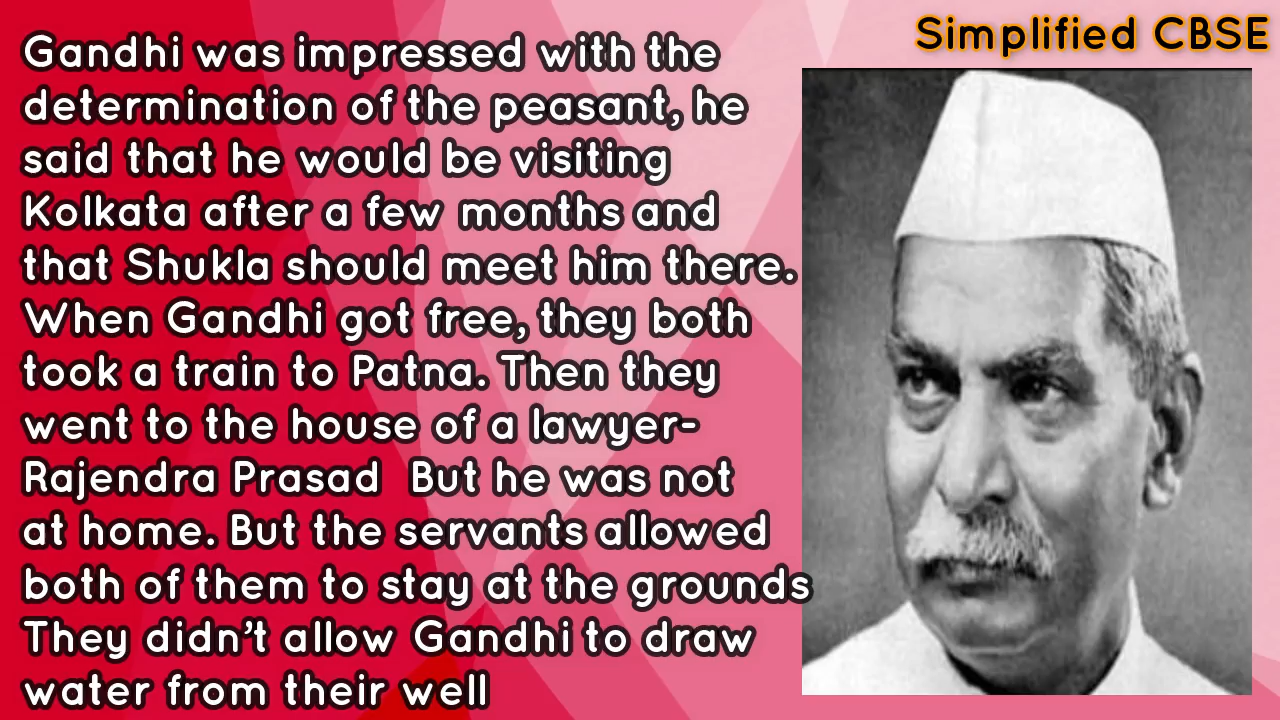 Simplified CBSE
Gandhi was impressed with the
determination of the peasant, he
said that he would be visiting
Kolkata after a few months and
that Shukla should meet him there.
When Gandhi got free, they both
took a train to Patna. Then they
went to the house of a lawyer-
Rajendra Prasad But he was not
at home. But the servants allowed
both of them to stay at the grounds
They didn't allow Gandhi to draw
water from their well